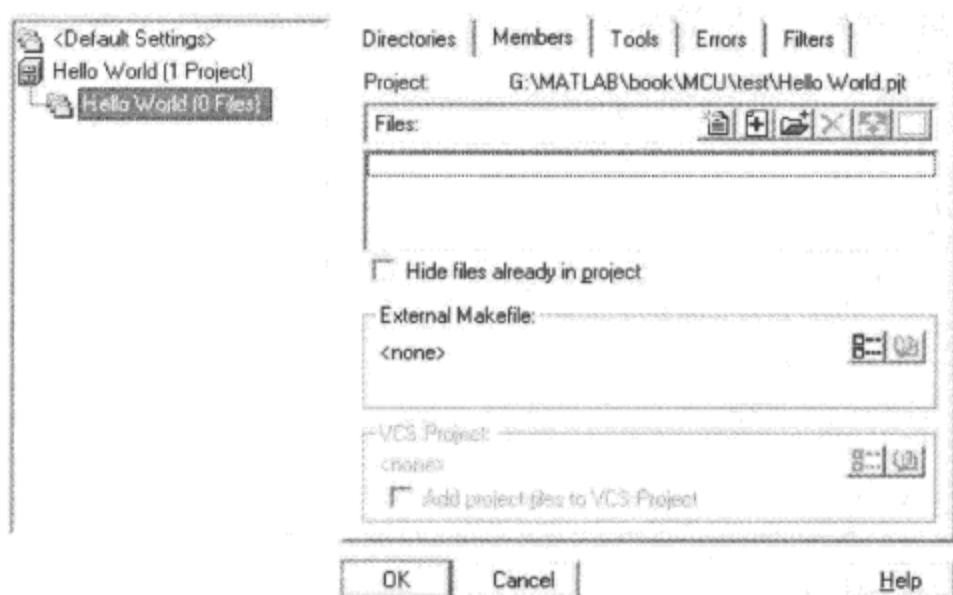 <Default Settings>
Hello World (1 Project)
Hello World (0 Files)
Directories
Members
Tools
Errors
Filters
Project: G:\MATLAB\book\MCU\test\Hello World.pjt
Files:
Hide files already in project
External Makefile:
<none>
VCS Project:
<none>
Add project files to VCS Project
OK
Cancel
Help